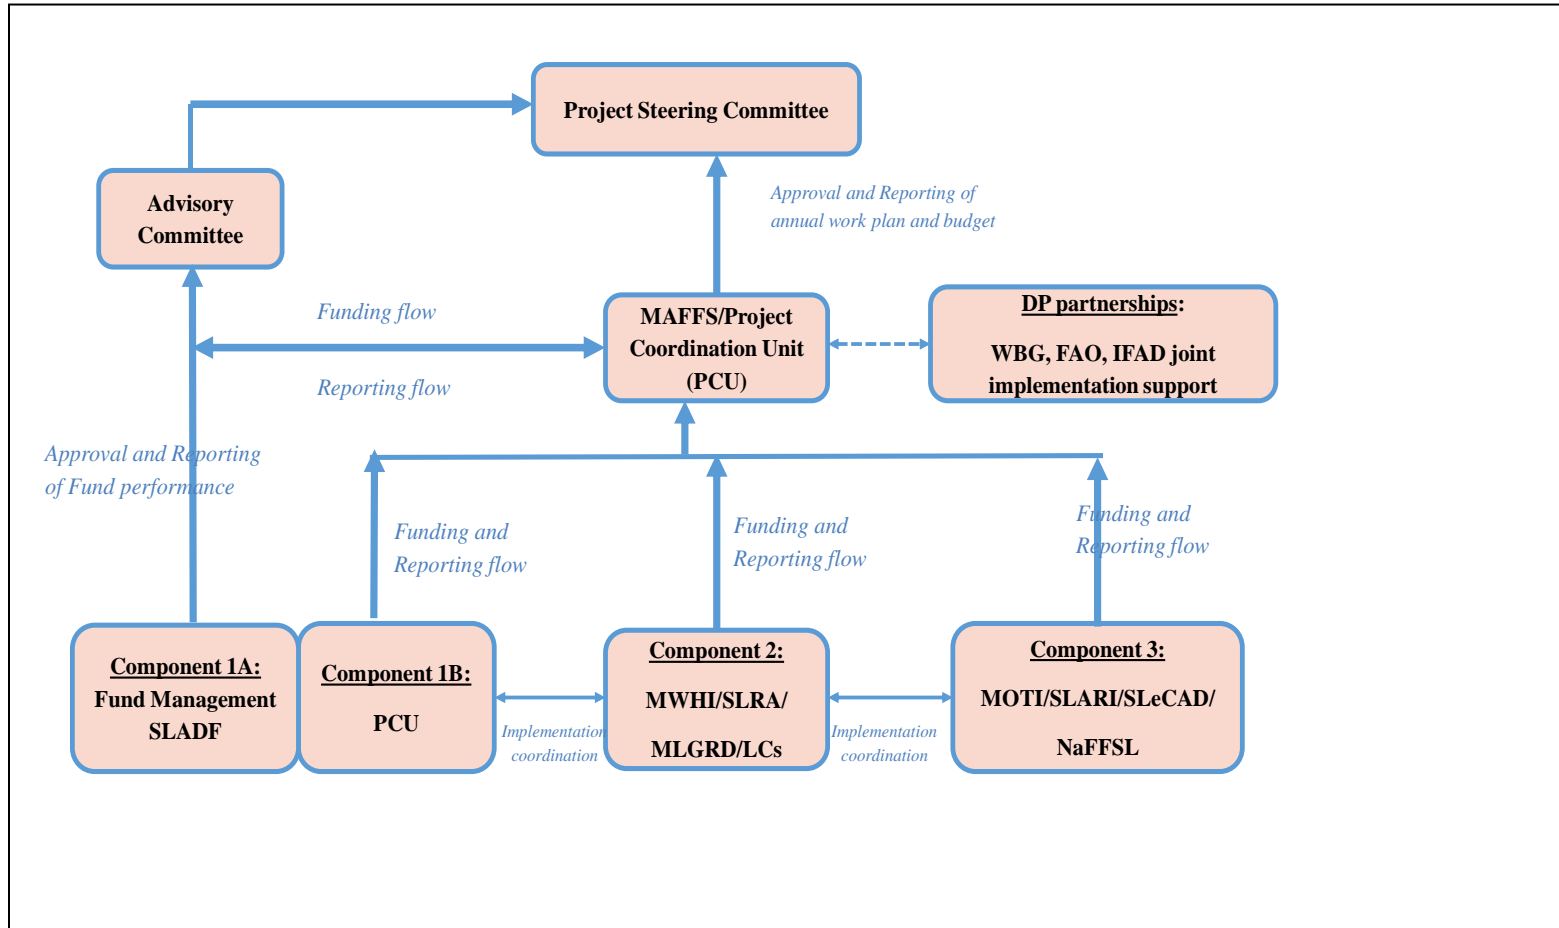 Project Steering Committee
Advisory
Committee
Approval and Reporting of
annual work plan and budget
Funding flow
Reporting flow
MAFFS/Project
Coordination Unit
(PCU)
DP partnerships:
WBG, FAO, IFAD joint
implementation support
Approval and Reporting
of Fund performance
Funding and
Reporting flow
Funding and
Reporting flow
Funding and
Reporting flow
Component 1A:
Fund Management
SLADF
Component 1B:
PCU
Implementation
coordination
Component 2:
MWHI/SLRA/
MLGRD/LCs
Implementation
coordination
Component 3:
MOTI/SLARI/SLeCAD/
NaFFSL